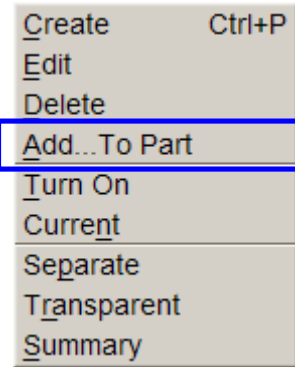 Create Ctrl+P
Edit
Delete
Add...To Part
Turn On
Current
Separate
Transparent
Summary